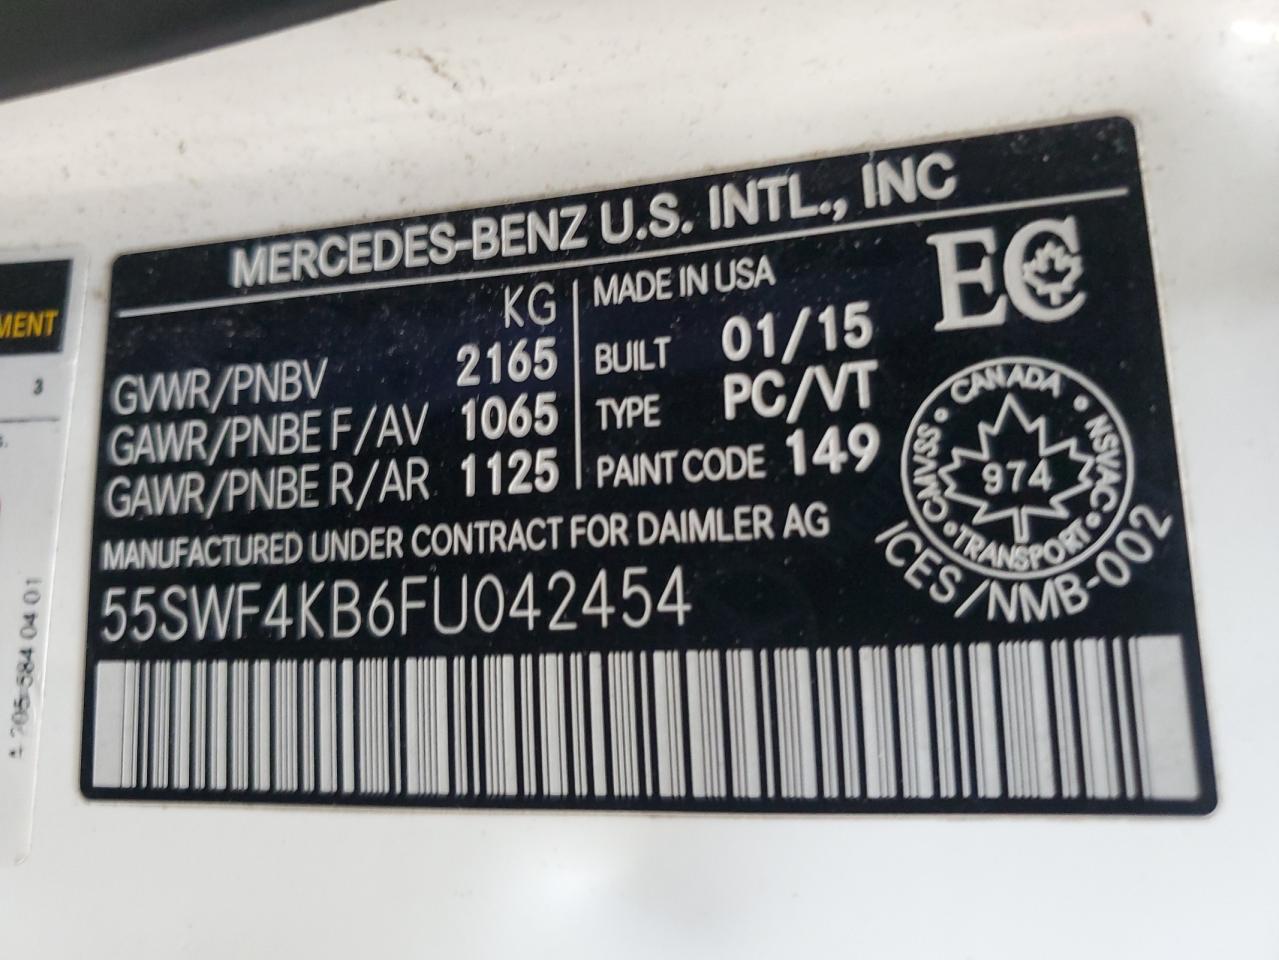 MERCEDES-BENZ U.S. INTL., INC
KG
GVWR/PNBV 2165
GAWR/PNBE F/AV 1065
GAWR/PNBE R/AR 1125
MADE IN USA
BUILT 01/15
TYPE PC/VT
PAINT CODE 149
EC
CANADA
NSVAC·CMVSS
974
TRANSPORT
ICES/NMB-002
MANUFACTURED UNDER CONTRACT FOR DAIMLER AG
55SWF4KB6FU042454
MENT
3
205 584 04 01